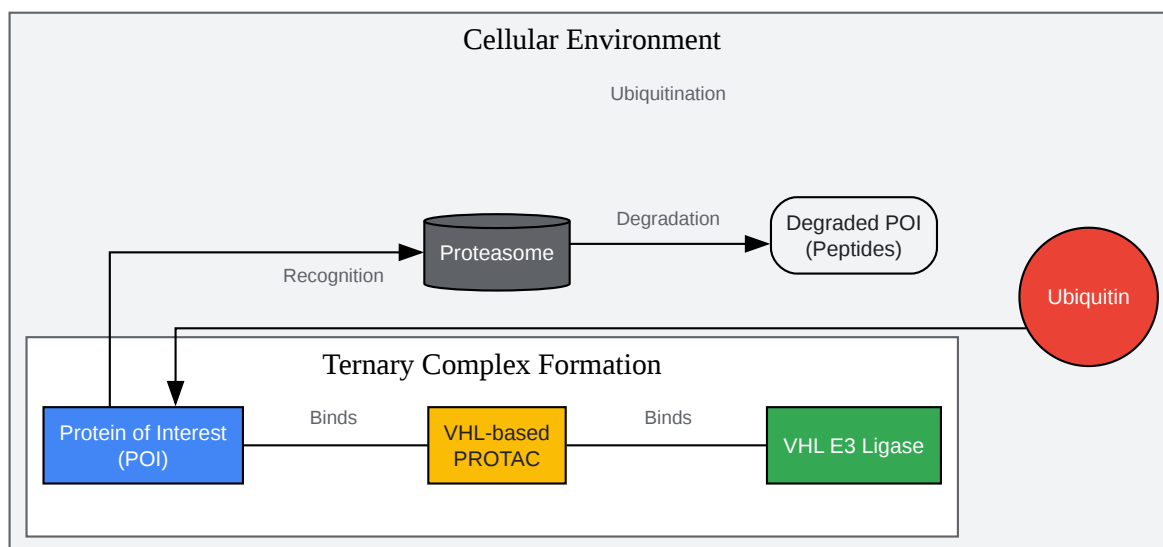 Cellular Environment
Ubiquitination
Degradation
Degraded POI
(Peptides)
Proteasome
Recognition
Ubiquitin
Ternary Complex Formation
Protein of Interest
(POI)
Binds
VHL-based
PROTAC
Binds
VHL E3 Ligase